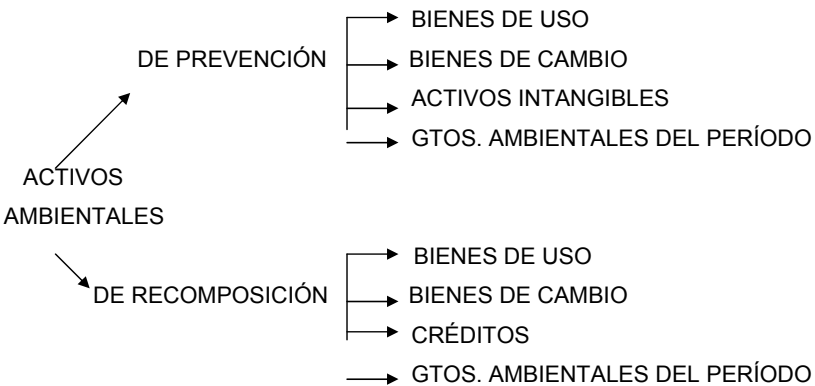 BIENES DE USO
DE PREVENCIÓN
BIENES DE CAMBIO
ACTIVOS INTANGIBLES
GTOS. AMBIENTALES DEL PERÍODO
ACTIVOS
AMBIENTALES
BIENES DE USO
DE RECOMPOSICIÓN
BIENES DE CAMBIO
CRÉDITOS
GTOS. AMBIENTALES DEL PERÍODO